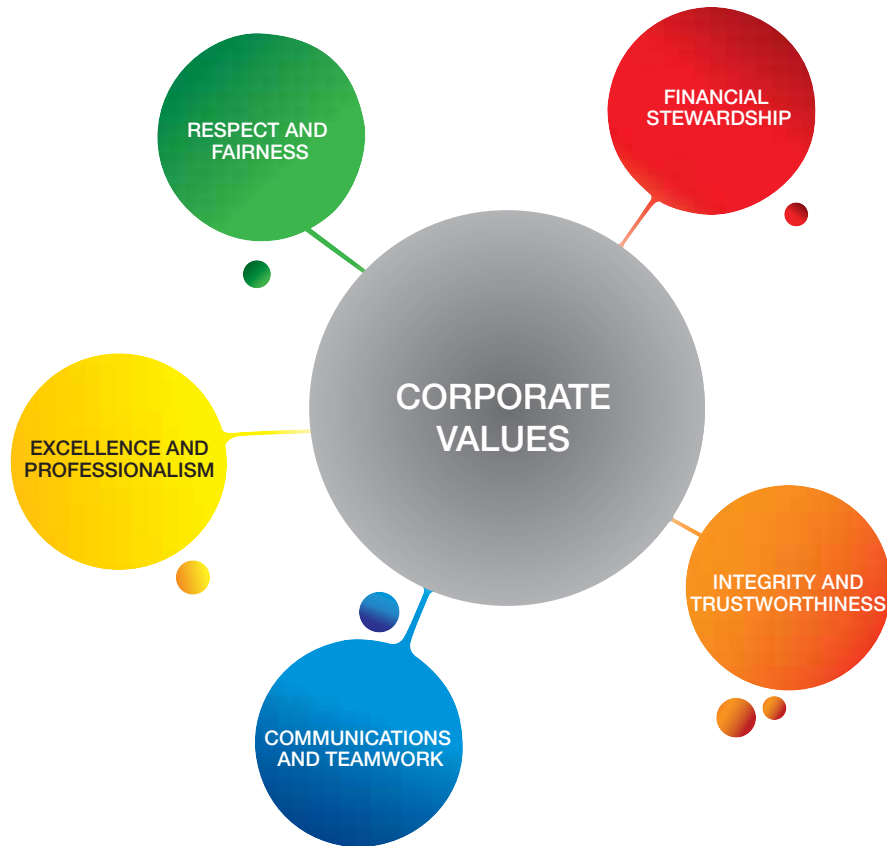 RESPECT AND
FAIRNESS
FINANCIAL
STEWARDSHIP
CORPORATE
VALUES
EXCELLENCE AND
PROFESSIONALISM
INTEGRITY AND
TRUSTWORTHINESS
COMMUNICATIONS
AND TEAMWORK